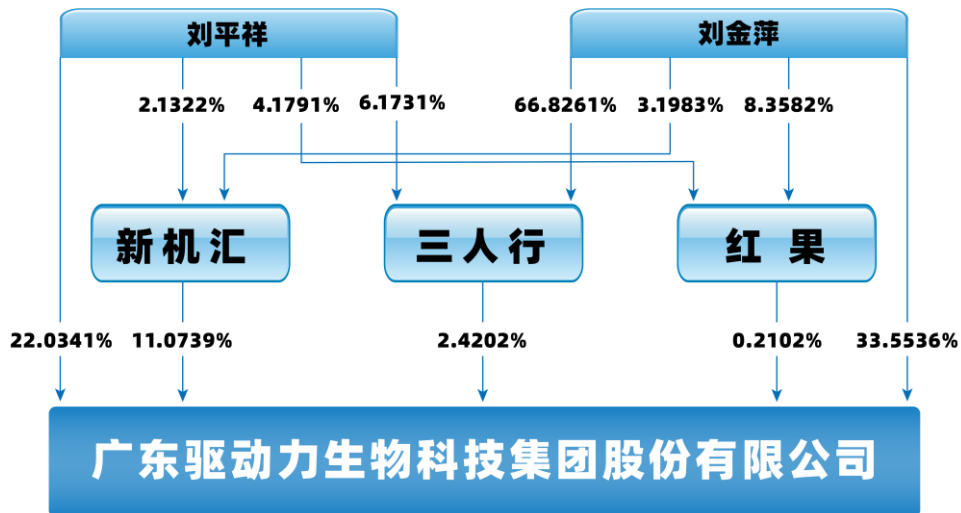 刘平祥 刘金萍
2.1322% 4.1791% 6.1731% 66.8261% 3.1983% 8.3582%
新机汇 三人行 红果
22.0341% 11.0739% 2.4202% 0.2102% 33.5536%
广东驱动力生物科技集团股份有限公司